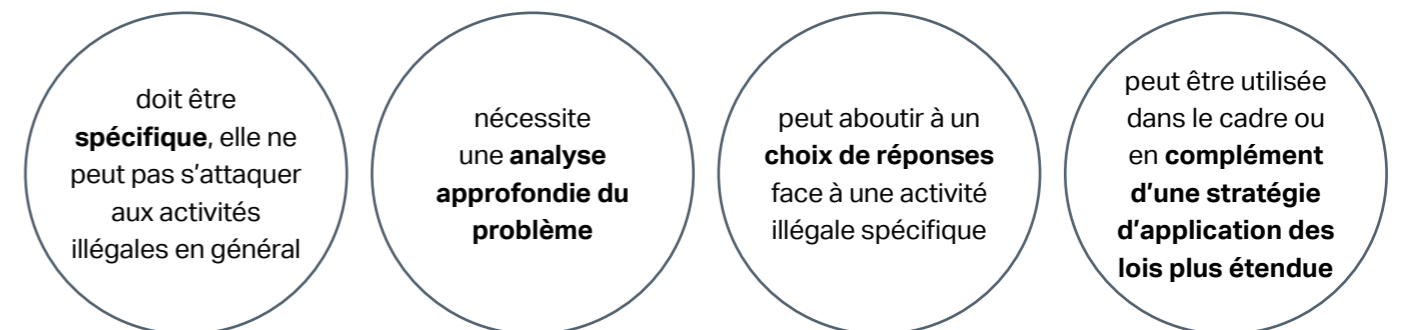 doit être
spécifique, elle ne
peut pas s’attaquer
aux activités
illégales en général
nécessite
une analyse
approfondie du
problème
peut aboutir à un
choix de réponses
face à une activité
illégale spécifique
peut être utilisée
dans le cadre ou
en complément
d’une stratégie
d’application des
lois plus étendue